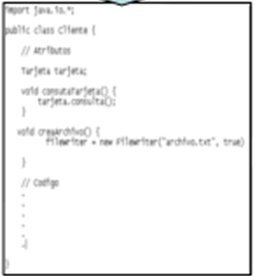 import java.io.*;
public class Cliente {
// Atributos
Tarjeta tarjeta;
void consutatarjeta() {
tarjeta.consulta();
}
void crearArchivo() {
filewriter = new FileWriter("archivo.txt", true)
}
// Codigo
.
.
.
.
.
.
}